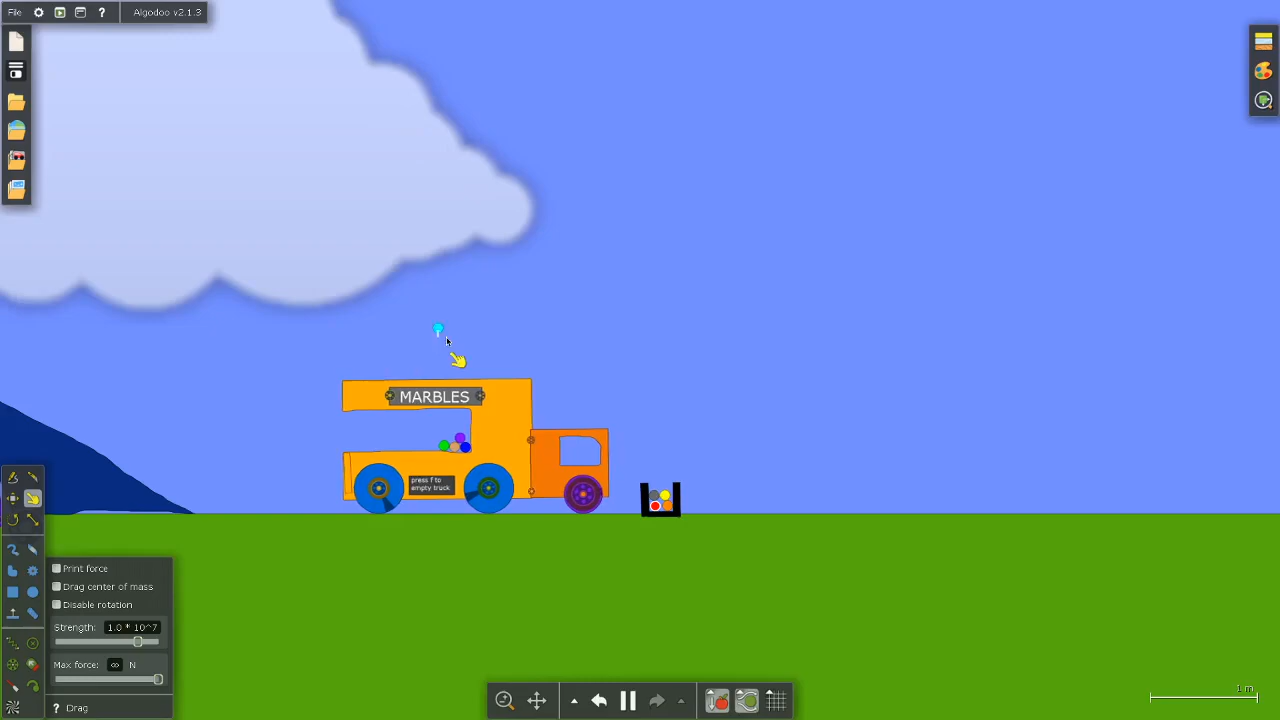 File
?
Algodoo v2.1.3
MARBLES
press f to
empty truck
Print force
Drag center of mass
Disable rotation
Strength: 1.0 * 10^7
Max force: ∞ N
? Drag
1 m